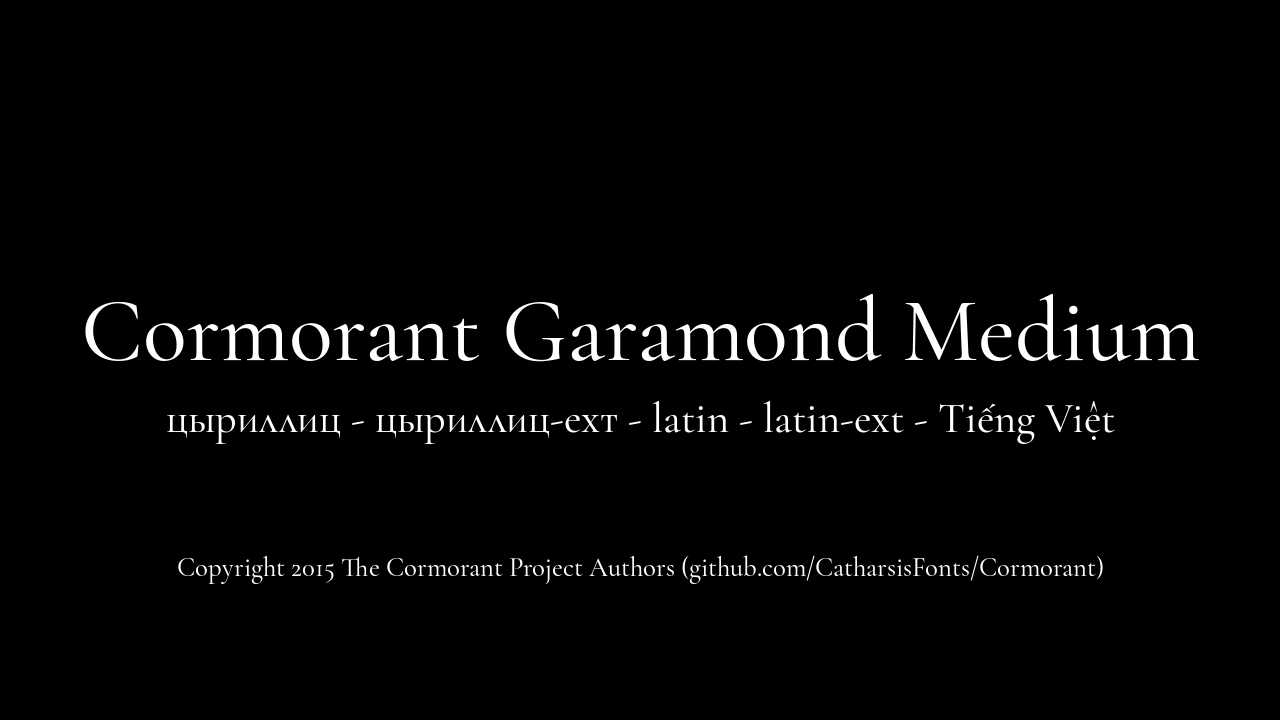 Cormorant Garamond Medium
цыриллиц - цыриллиц-ехт - latin - latin-ext - Tiếng Việt
Copyright 2015 The Cormorant Project Authors (github.com/CatharsisFonts/Cormorant)